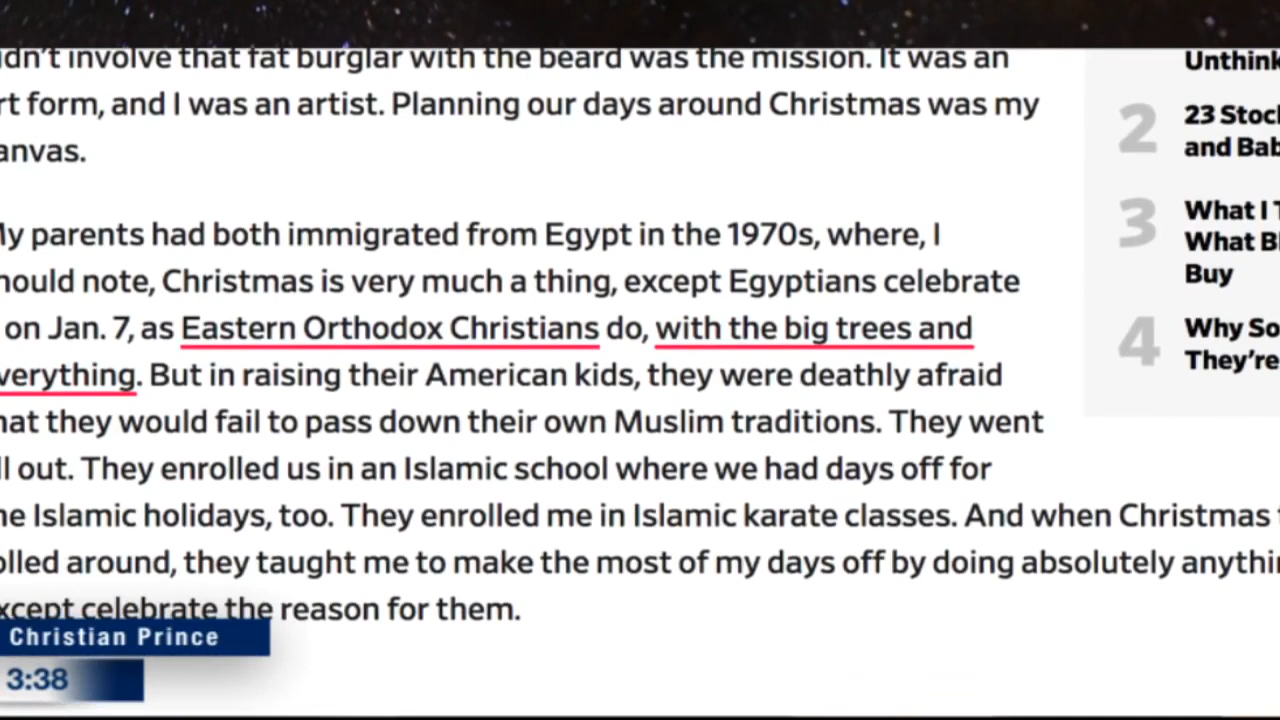 idn't involve that fat burglar with the beard was the mission. It was an
rt form, and I was an artist. Planning our days around Christmas was my
anvas.
My parents had both immigrated from Egypt in the 1970s, where, I
hould note, Christmas is very much a thing, except Egyptians celebrate
on Jan. 7, as Eastern Orthodox Christians do, with the big trees and
verything. But in raising their American kids, they were deathly afraid
hat they would fail to pass down their own Muslim traditions. They went
ll out. They enrolled us in an Islamic school where we had days off for
he Islamic holidays, too. They enrolled me in Islamic karate classes. And when Christmas
olled around, they taught me to make the most of my days off by doing absolutely anythi
xcept celebrate the reason for them.
Unthink
2 23 Stoc
and Bab
3 What I T
What B
Buy
4 Why So
They're
Christian Prince
3:38